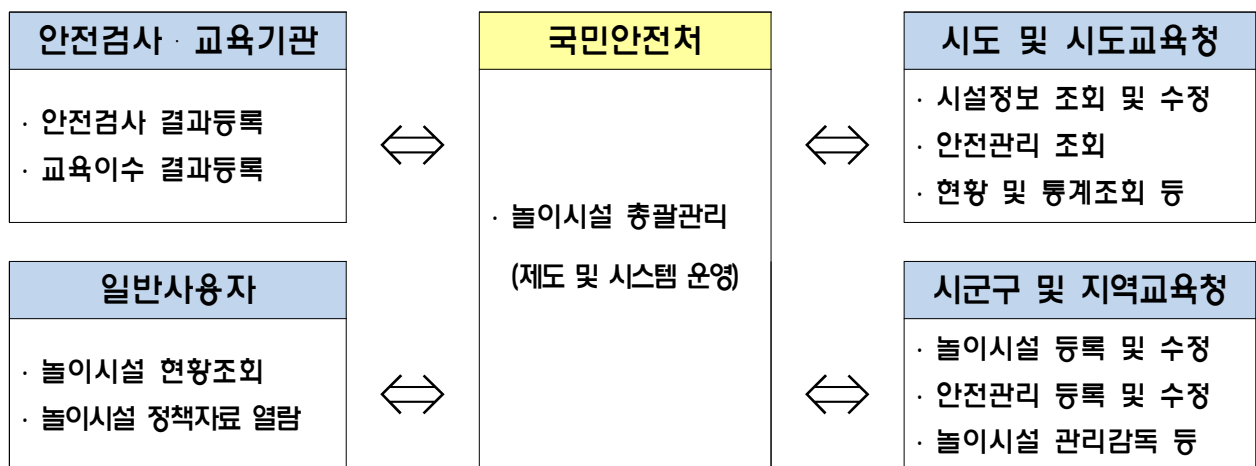 안전검사 · 교육기관
· 안전검사 결과등록
· 교육이수 결과등록
국민안전처
· 놀이시설 총괄관리
(제도 및 시스템 운영)
시도 및 시도교육청
· 시설정보 조회 및 수정
· 안전관리 조회
· 현황 및 통계조회 등
일반사용자
· 놀이시설 현황조회
· 놀이시설 정책자료 열람
시군구 및 지역교육청
· 놀이시설 등록 및 수정
· 안전관리 등록 및 수정
· 놀이시설 관리감독 등